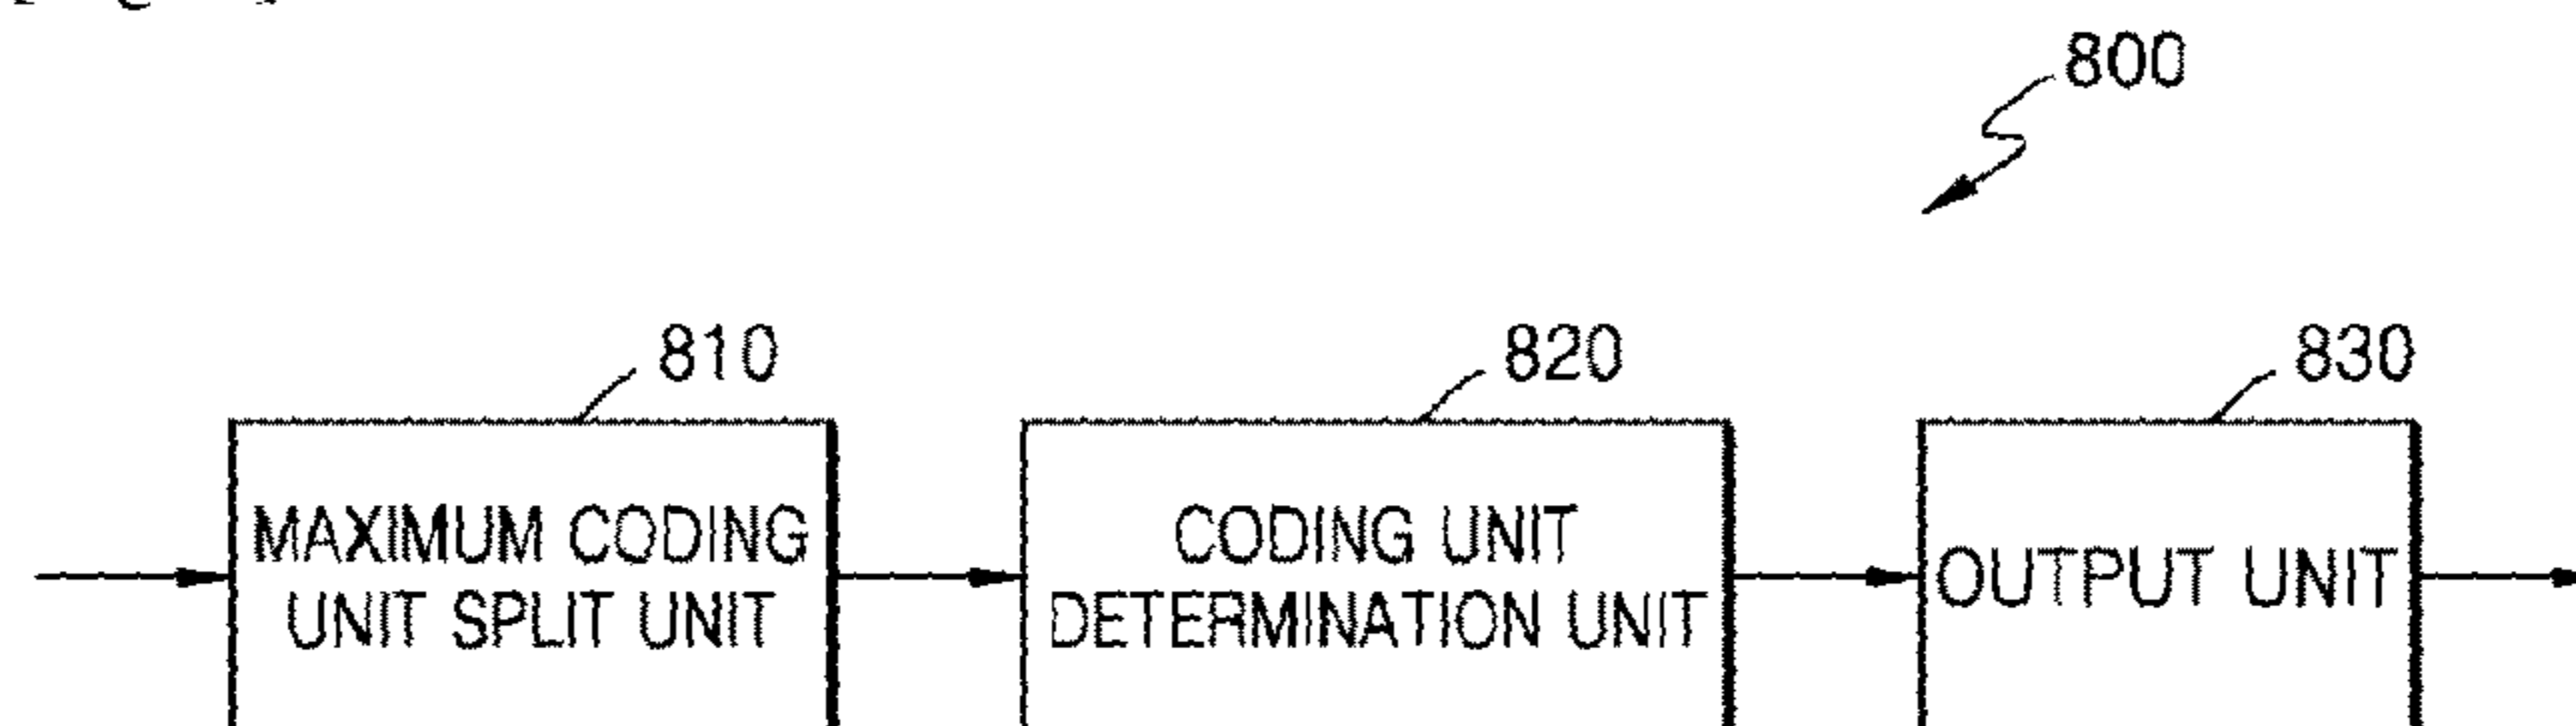 800
810
820
830
MAXIMUM CODING
UNIT SPLIT UNIT
CODING UNIT
DETERMINATION UNIT
OUTPUT UNIT